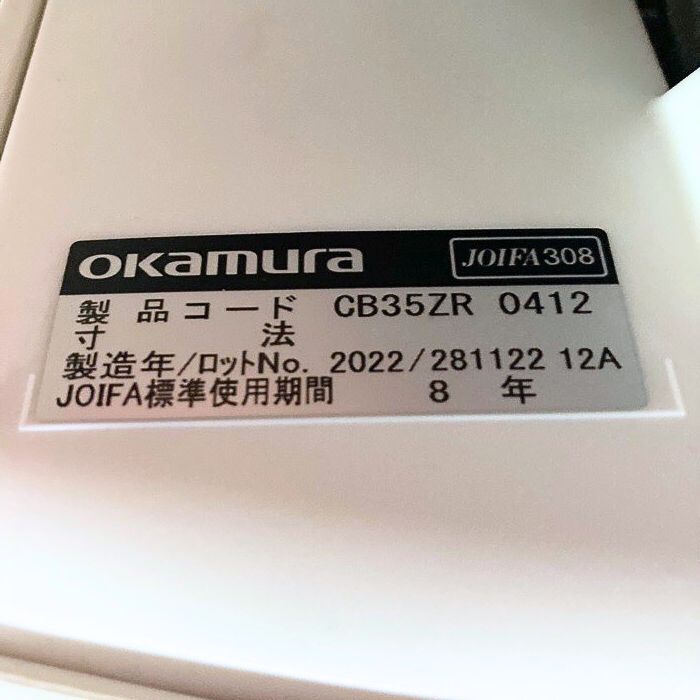 OKamura JOIFA308
製品コード CB35ZR 0412
寸法
製造年/ロットNo. 2022/281122 12A
JOIFA標準使用期間 8 年